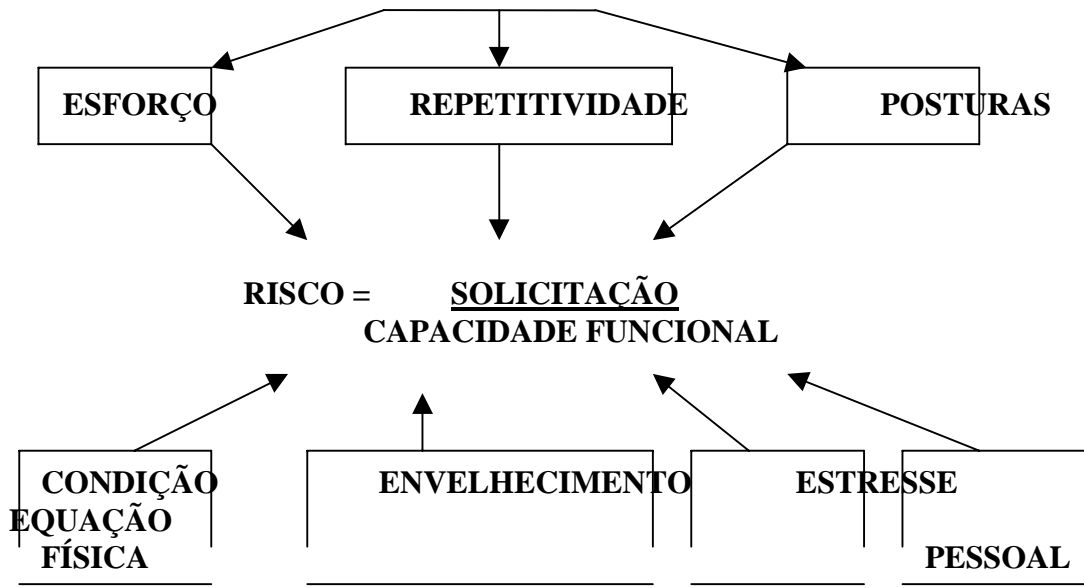 ESFORÇO REPETITIVIDADE POSTURAS
RISCO = SOLICITAÇÃO
CAPACIDADE FUNCIONAL
CONDIÇÃO ENVELHECIMENTO ESTRESSE
EQUAÇÃO
FÍSICA PESSOAL